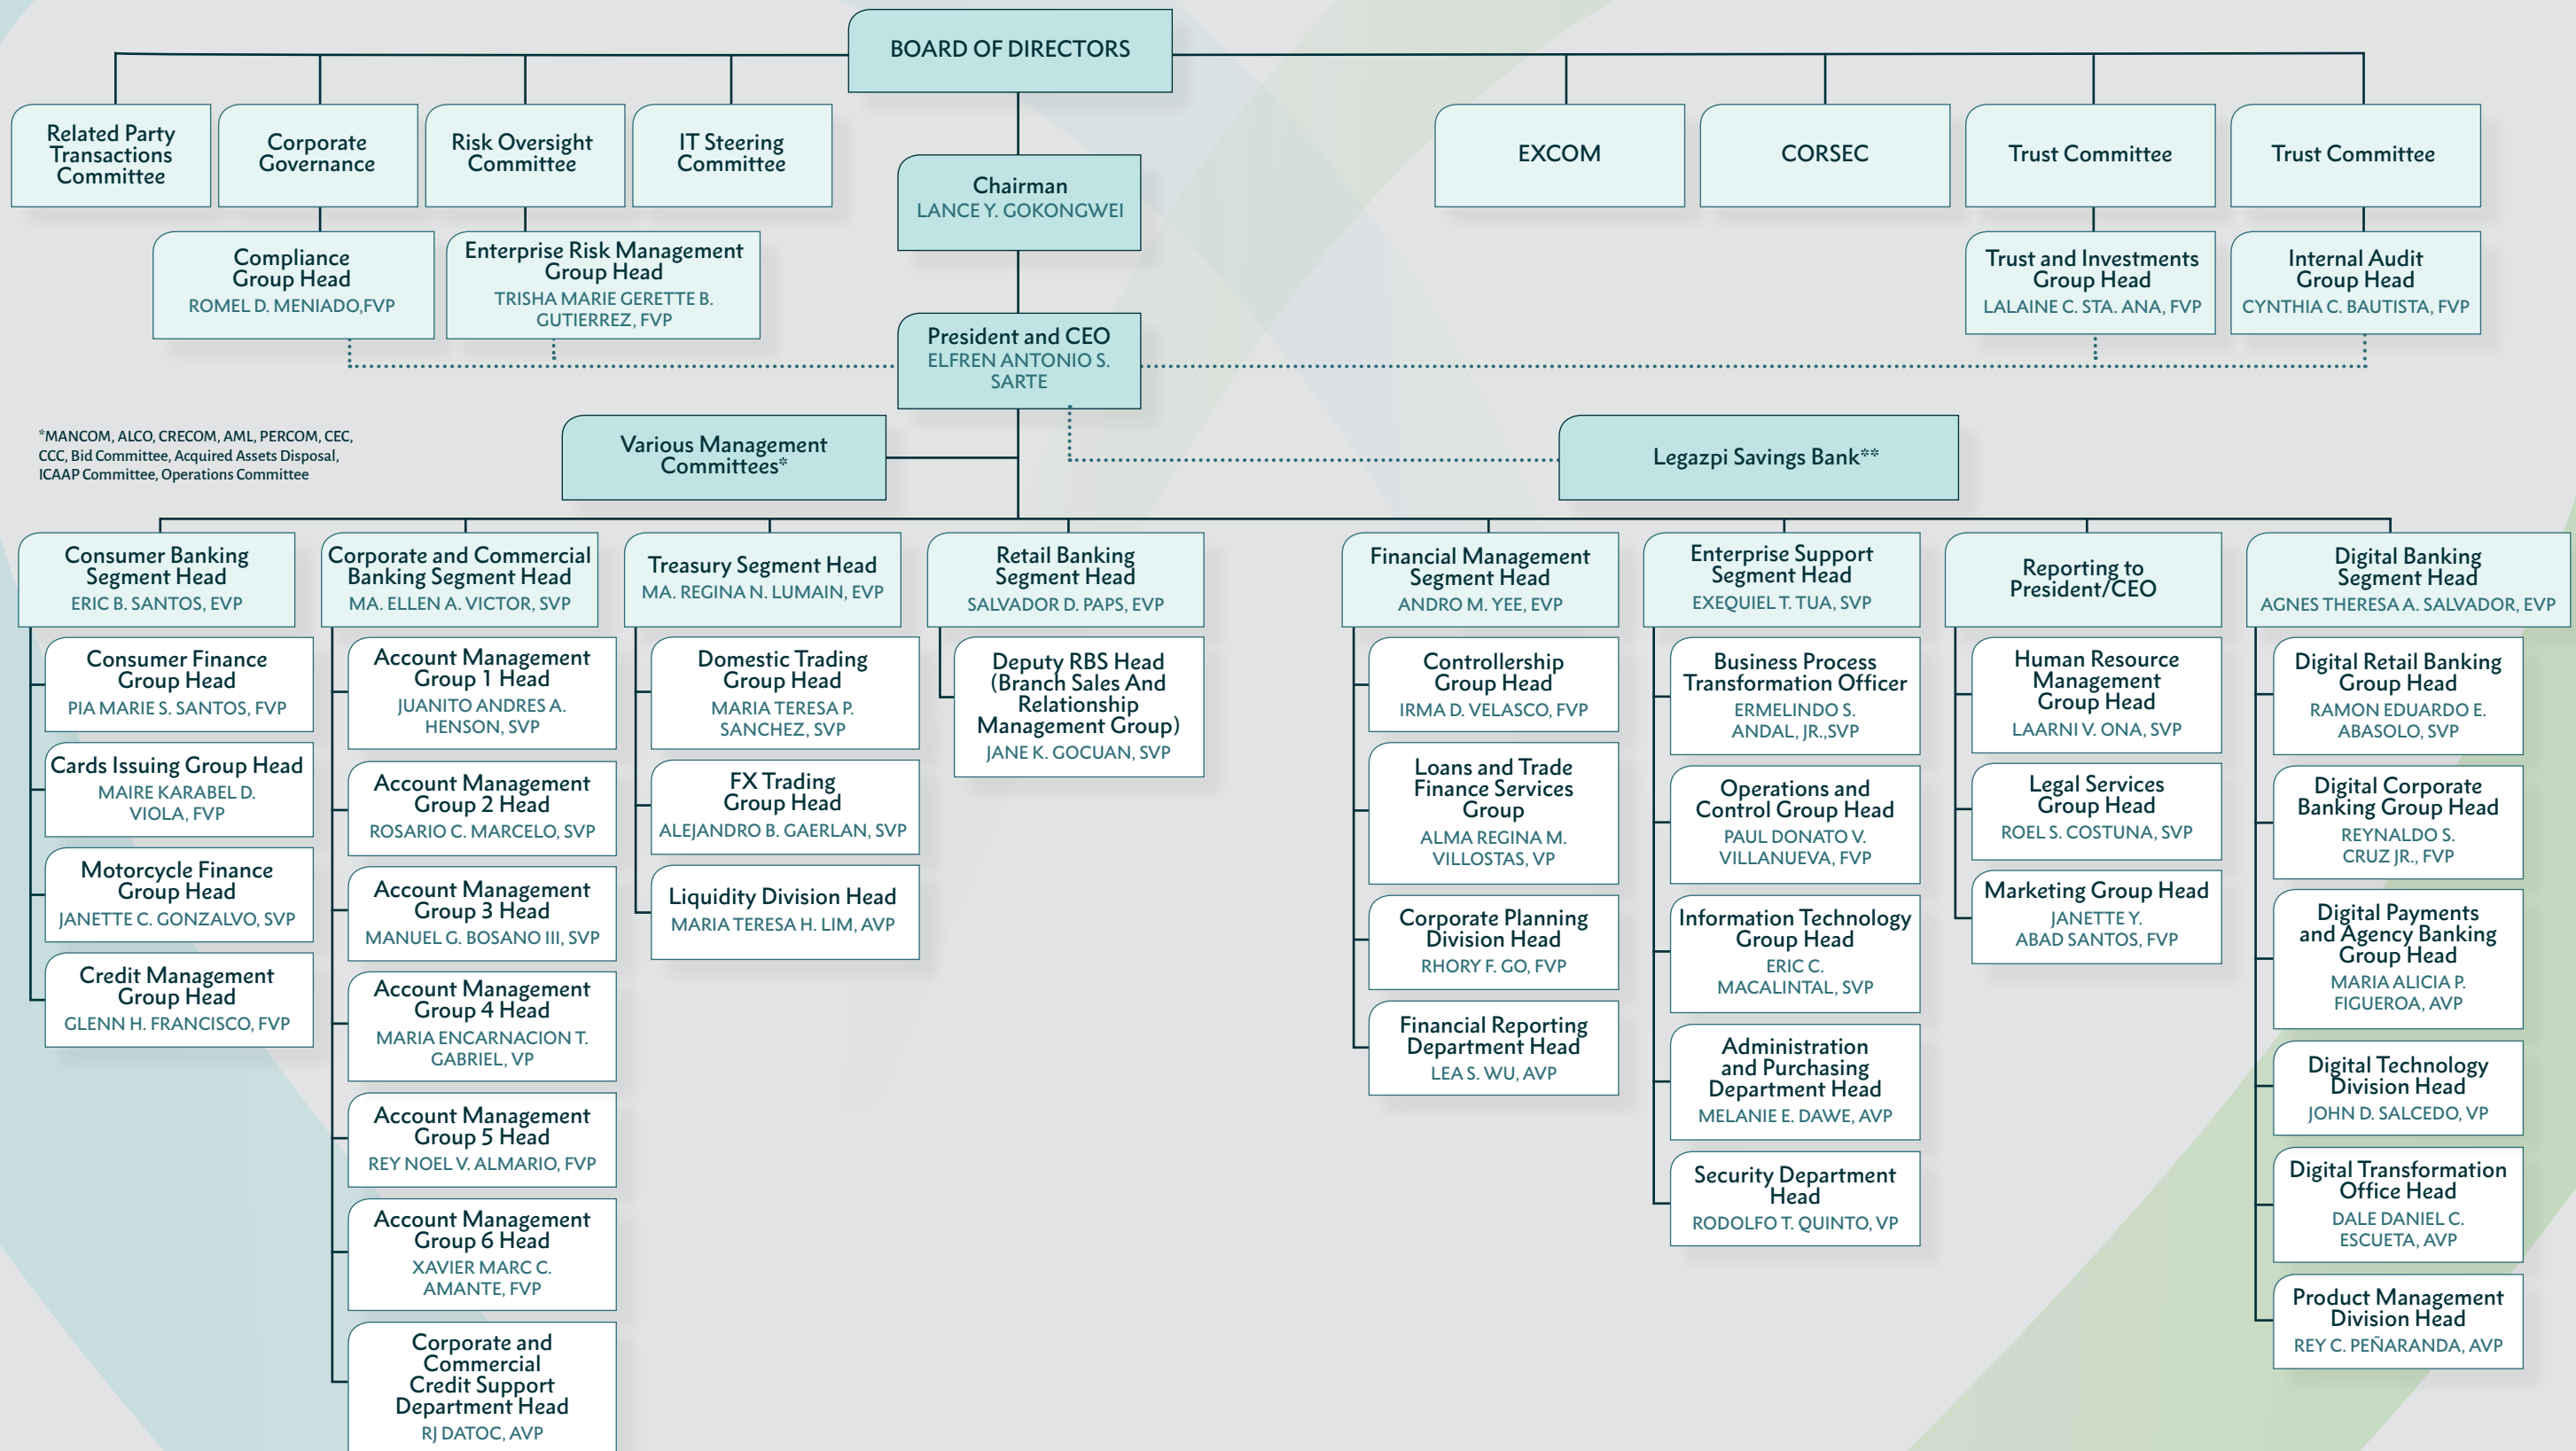 BOARD OF DIRECTORS
Related Party
Transactions
Committee
Corporate
Governance
Risk Oversight
Committee
IT Steering
Committee
EXCOM
CORSEC
Trust Committee
Trust Committee
Chairman
LANCE Y. GOKONGWEI
Compliance
Group Head
ROMEL D. MENIADO,FVP
Enterprise Risk Management
Group Head
TRISHA MARIE GERETTE B.
GUTIERREZ, FVP
Trust and Investments
Group Head
LALAINE C. STA. ANA, FVP
Internal Audit
Group Head
CYNTHIA C. BAUTISTA, FVP
President and CEO
ELFREN ANTONIO S.
SARTE
*MANCOM, ALCO, CRECOM, AML, PERCOM, CEC,
CCC, Bid Committee, Acquired Assets Disposal,
ICAAP Committee, Operations Committee
Various Management
Committees*
Legazpi Savings Bank**
Consumer Banking
Segment Head
ERIC B. SANTOS, EVP
Consumer Finance
Group Head
PIA MARIE S. SANTOS, FVP
Cards Issuing Group Head
MAIRE KARABEL D.
VIOLA, FVP
Motorcycle Finance
Group Head
JANETTE C. GONZALVO, SVP
Credit Management
Group Head
GLENN H. FRANCISCO, FVP
Corporate and Commercial
Banking Segment Head
MA. ELLEN A. VICTOR, SVP
Account Management
Group 1 Head
JUANITO ANDRES A.
HENSON, SVP
Account Management
Group 2 Head
ROSARIO C. MARCELO, SVP
Account Management
Group 3 Head
MANUEL G. BOSANO III, SVP
Account Management
Group 4 Head
MARIA ENCARNACION T.
GABRIEL, VP
Account Management
Group 5 Head
REY NOEL V. ALMARIO, FVP
Account Management
Group 6 Head
XAVIER MARC C.
AMANTE, FVP
Corporate and
Commercial
Credit Support
Department Head
RJ DATOC, AVP
Treasury Segment Head
MA. REGINA N. LUMAIN, EVP
Domestic Trading
Group Head
MARIA TERESA P.
SANCHEZ, SVP
FX Trading
Group Head
ALEJANDRO B. GAERLAN, SVP
Liquidity Division Head
MARIA TERESA H. LIM, AVP
Retail Banking
Segment Head
SALVADOR D. PAPS, EVP
Deputy RBS Head
(Branch Sales And
Relationship
Management Group)
JANE K. GOCUAN, SVP
Financial Management
Segment Head
ANDRO M. YEE, EVP
Controllership
Group Head
IRMA D. VELASCO, FVP
Loans and Trade
Finance Services
Group
ALMA REGINA M.
VILLOSTAS, VP
Corporate Planning
Division Head
RHORY F. GO, FVP
Financial Reporting
Department Head
LEA S. WU, AVP
Enterprise Support
Segment Head
EXEQUIEL T. TUA, SVP
Business Process
Transformation Officer
ERMELINDO S.
ANDAL, JR.,SVP
Operations and
Control Group Head
PAUL DONATO V.
VILLANUEVA, FVP
Information Technology
Group Head
ERIC C.
MACALINTAL, SVP
Administration
and Purchasing
Department Head
MELANIE E. DAWE, AVP
Security Department
Head
RODOLFO T. QUINTO, VP
Reporting to
President/CEO
Human Resource
Management
Group Head
LAARNI V. ONA, SVP
Legal Services
Group Head
ROEL S. COSTUNA, SVP
Marketing Group Head
JANETTE Y.
ABAD SANTOS, FVP
Digital Banking
Segment Head
AGNES THERESA A. SALVADOR, EVP
Digital Retail Banking
Group Head
RAMON EDUARDO E.
ABASOLO, SVP
Digital Corporate
Banking Group Head
REYNALDO S.
CRUZ JR., FVP
Digital Payments
and Agency Banking
Group Head
MARIA ALICIA P.
FIGUEROA, AVP
Digital Technology
Division Head
JOHN D. SALCEDO, VP
Digital Transformation
Office Head
DALE DANIEL C.
ESCUETA, AVP
Product Management
Division Head
REY C. PEÑARANDA, AVP